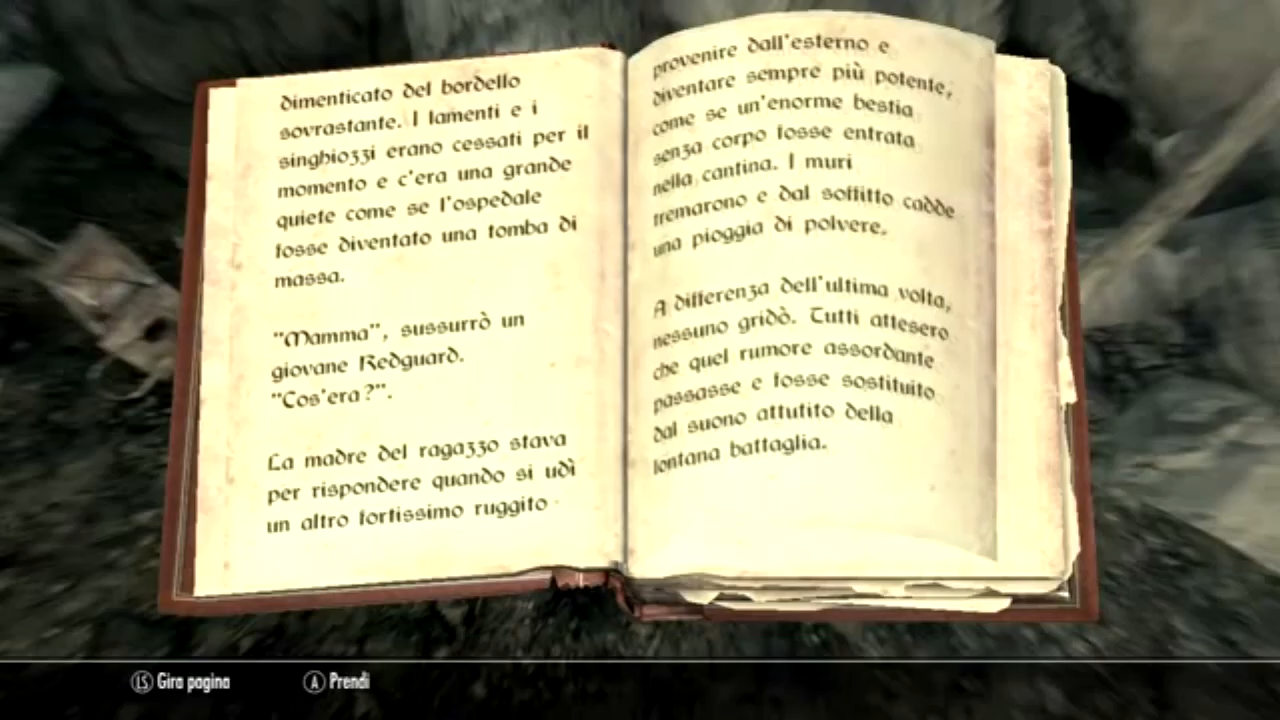 dimenticato del bordello
sovrastante. I lamenti e i
singhiozzi erano cessati per il
momento e c'era una grande
quiete come se l'ospedale
fosse diventato una tomba di
massa.
"Mamma", sussurrò un
giovane Redguard.
"Cos'era?".
La madre del ragazzo stava
per rispondere quando si udì
un altro fortissimo ruggito
provenire dall'esterno e
diventare sempre più potente,
come se un'enorme bestia
senza corpo fosse entrata
nella cantina. I muri
tremarono e dal soffitto cadde
una pioggia di polvere.
A differenza dell'ultima volta,
nessuno gridò. Tutti attesero
che quel rumore assordante
passasse e fosse sostituito
dal suono attutito della
lontana battaglia.
LS Gira pagina
A Prendi